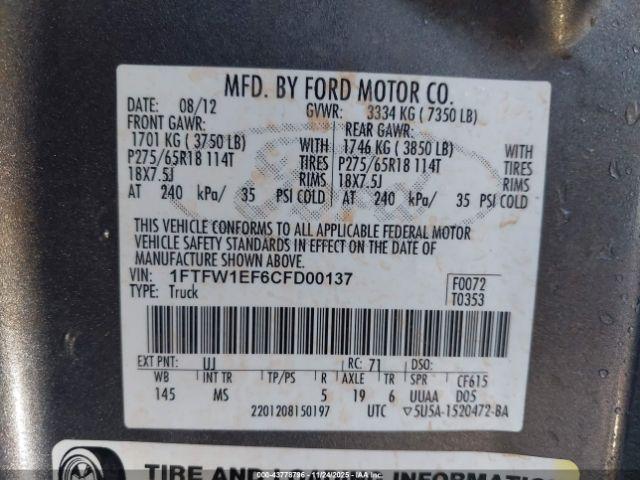 MFD. BY FORD MOTOR CO.
DATE: 08/12 GVWR: 3334 KG ( 7350 LB)
FRONT GAWR: REAR GAWR:
1701 KG ( 3750 LB) WITH 1746 KG ( 3850 LB) WITH
P275/65R18 114T TIRES P275/65R18 114T TIRES
18X7.5J RIMS 18X7.5J RIMS
AT 240 kPa/ 35 PSI COLD AT 240 kPa/ 35 PSI COLD
THIS VEHICLE CONFORMS TO ALL APPLICABLE FEDERAL MOTOR
VEHICLE SAFETY STANDARDS IN EFFECT ON THE DATE OF
MANUFACTURE SHOWN ABOVE.
VIN: 1FTFW1EF6CFD00137 F0072
TYPE: Truck T0353
EXT PNT: UJ RC: 71 DSO:
WB INT TR TP/PS R AXLE TR SPR CF615
145 MS 5 19 6 UUAA D05
2201208150197 UTC ▽5U5A-1520472-BA
TIRE AND INFORMATION
000-43778796 - 11/24/2025 - IAAI.com